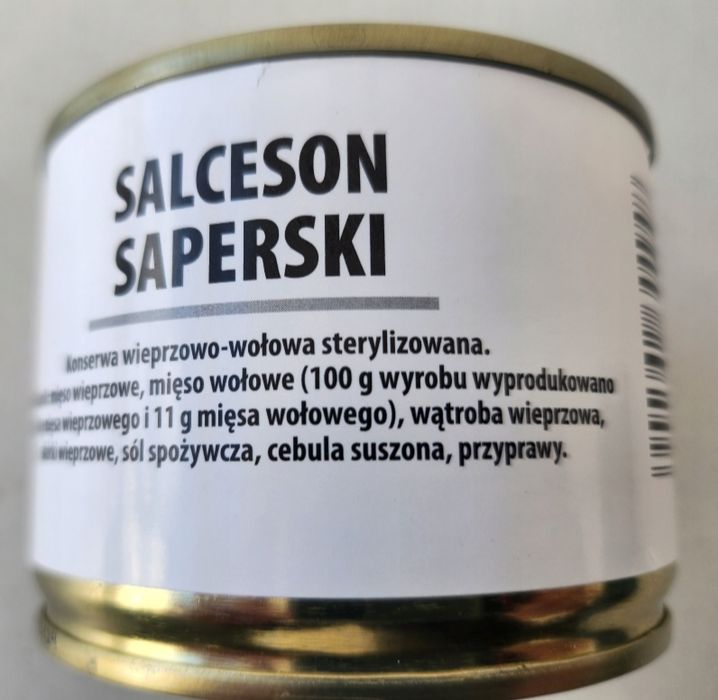 SALCESON
SAPERSKI
Konserwa wieprzowo-wołowa sterylizowana.
mięso wieprzowe, mięso wołowe (100 g wyrobu wyprodukowano
wieprzowego i 11 g mięsa wołowego), wątroba wieprzowa,
wieprzowe, sól spożywcza, cebula suszona, przyprawy.